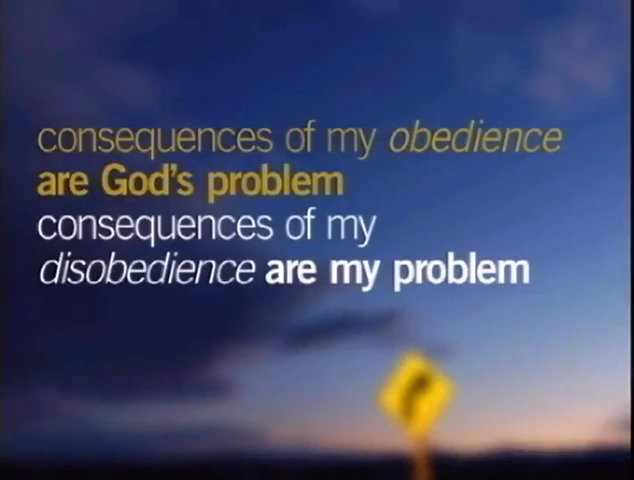 consequences of my obedience
are God's problem
consequences of my
disobedience are my problem